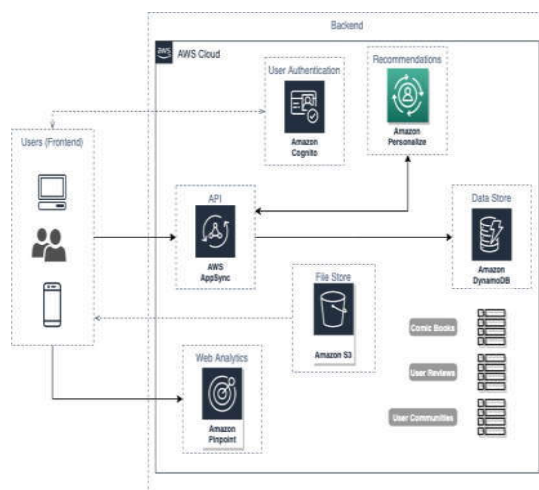 Backend
aws
AWS Cloud
Recommendations
User Authentication
Amazon
Personalize
Amazon
Cognito
Users (Frontend)
API
Data Store
AWS
AppSync
Amazon
DynamoDB
File Store
Comic Books
Amazon S3
Web Analytics
User Reviews
User Communities
Amazon
Pinpoint